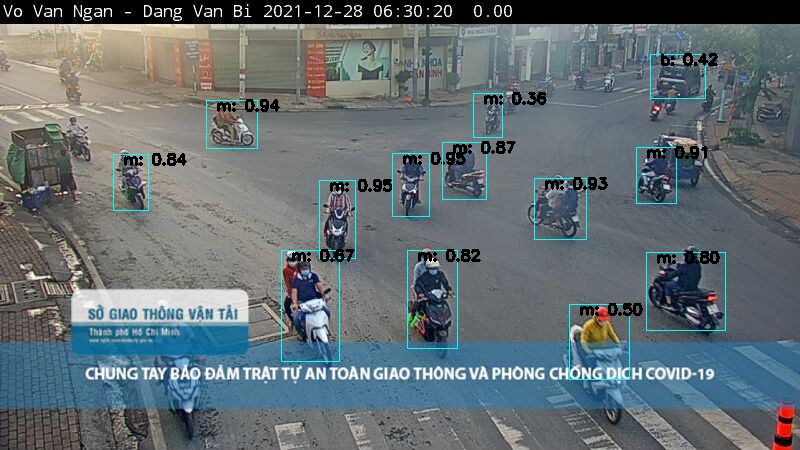 Vo Van Ngan - Dang Van Bi 2021-12-28 06:30:20 0.00
b: 0.42
m: 0.94
m: 0.36
m: 0.84
m: 0.95
m: 0.87
m: 0.91
m: 0.95
m: 0.93
m: 0.67
m: 0.82
m: 0.80
m: 0.50
SỞ GIAO THÔNG VẬN TẢI
Thành phố Hồ Chí Minh
CHUNG TAY BẢO ĐẢM TRẬT TỰ AN TOÀN GIAO THÔNG VÀ PHÒNG CHỐNG DỊCH COVID-19